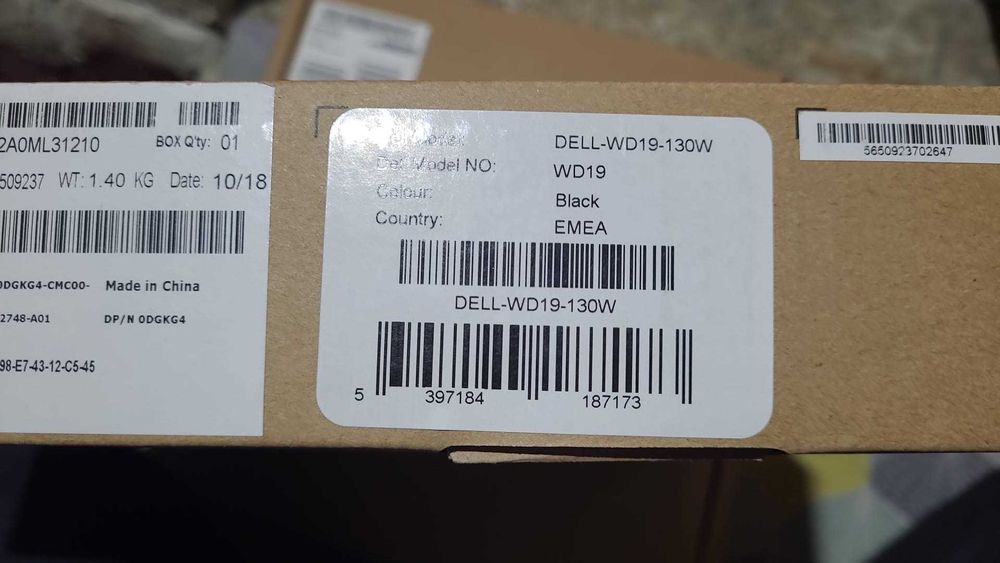 2A0ML31210 BOX Q'ty: 01
509237 WT: 1.40 KG Date: 10/18
0DGKG4-CMC00- Made in China
2748-A01 DP/N 0DGKG4
98-E7-43-12-C5-45
DELL-WD19-130W
Model NO: WD19
Colour: Black
Country: EMEA
DELL-WD19-130W
5 397184 187173
5650923702647